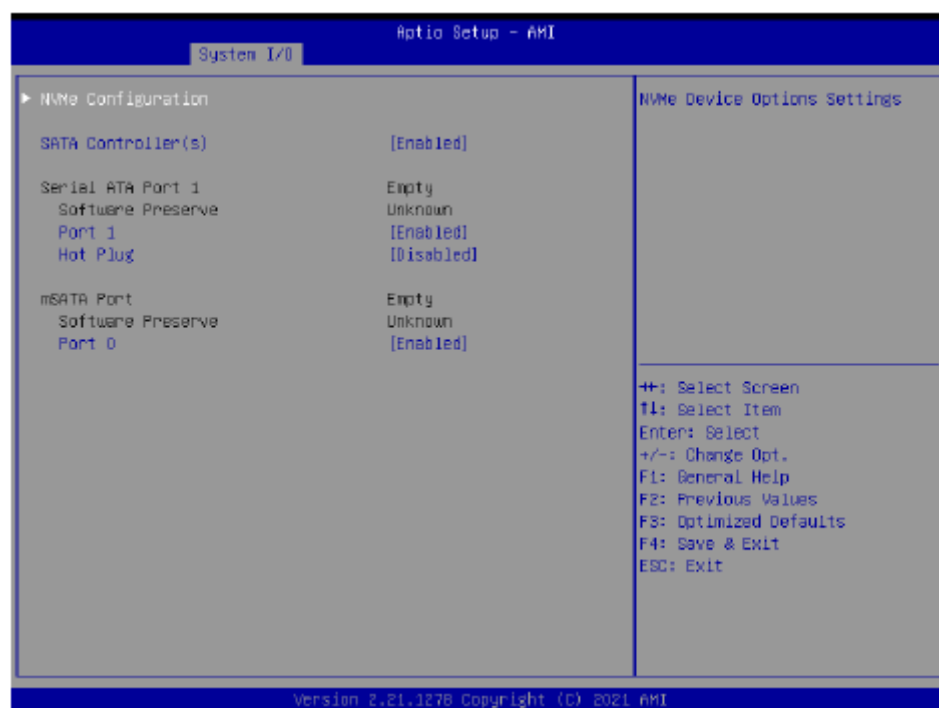 Aptio Setup - AMI
System I/O
▶ NVMe Configuration
SATA Controller(s) [Enabled]
Serial ATA Port 1 Empty
Software Preserve Unknown
Port 1 [Enabled]
Hot Plug [Disabled]
mSATA Port Empty
Software Preserve Unknown
Port 0 [Enabled]
NVMe Device Options Settings
→←: Select Screen
↑↓: Select Item
Enter: Select
+/-: Change Opt.
F1: General Help
F2: Previous Values
F3: Optimized Defaults
F4: Save & Exit
ESC: Exit
Version 2.21.1278 Copyright (C) 2021 AMI